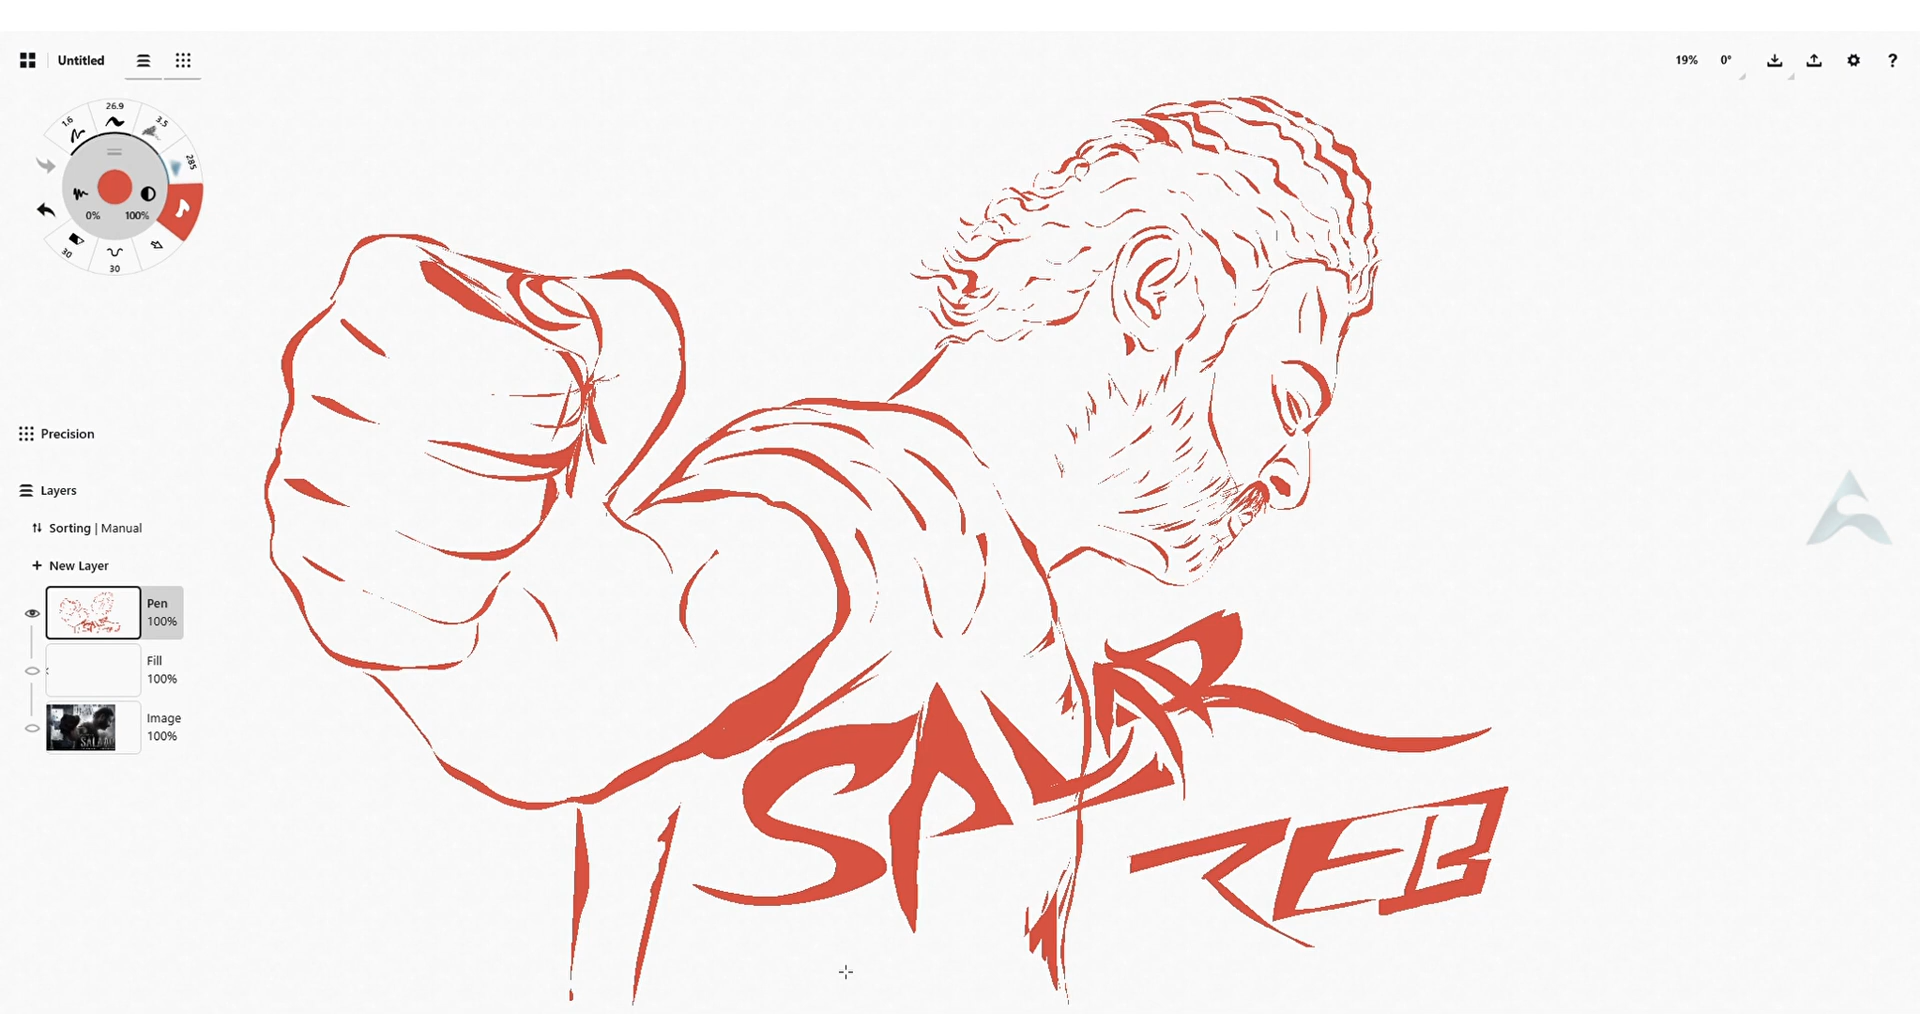 Untitled
19% 0° ?
26.9
1.6
3.5
285
0% 100%
30
30
Precision
Layers
Sorting | Manual
+ New Layer
Pen
100%
Fill
100%
Image
100%
SALAAR
REB